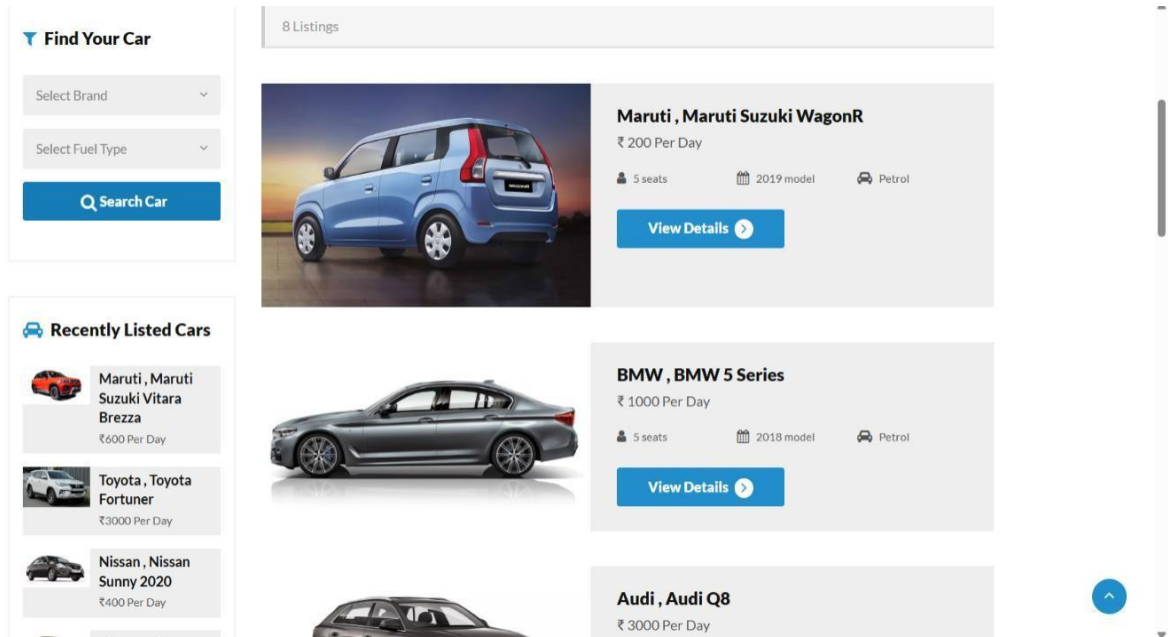 Find Your Car
Select Brand
Select Fuel Type
Search Car
Recently Listed Cars
Maruti , Maruti
Suzuki Vitara
Brezza
₹600 Per Day
Toyota , Toyota
Fortuner
₹3000 Per Day
Nissan , Nissan
Sunny 2020
₹400 Per Day
8 Listings
Maruti , Maruti Suzuki WagonR
₹ 200 Per Day
5 seats
2019 model
Petrol
View Details
BMW , BMW 5 Series
₹ 1000 Per Day
5 seats
2018 model
Petrol
View Details
Audi , Audi Q8
₹ 3000 Per Day